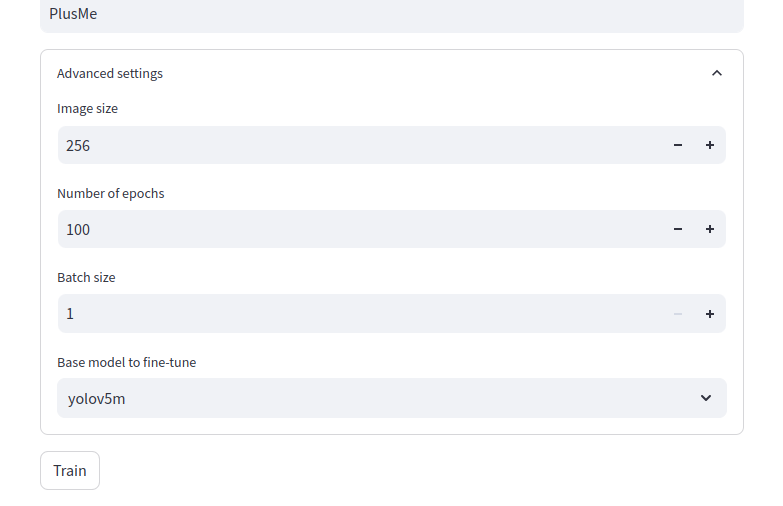 PlusMe
Advanced settings
Image size
256
Number of epochs
100
Batch size
1
Base model to fine-tune
yolov5m
Train